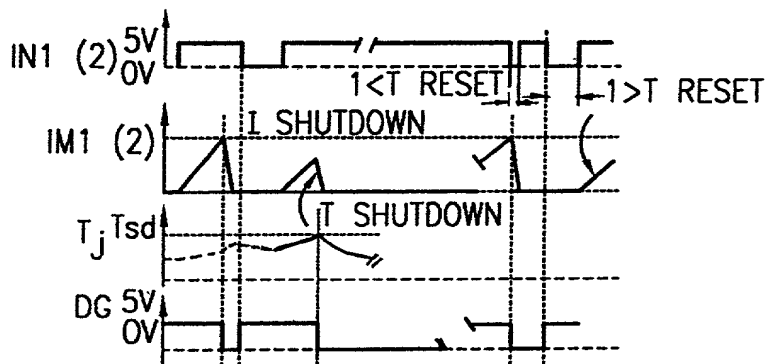 IN1 (2) 5V
0V
1<T RESET
1>T RESET
IM1 (2)
I SHUTDOWN
T SHUTDOWN
Tj Tsd
DG 5V
0V